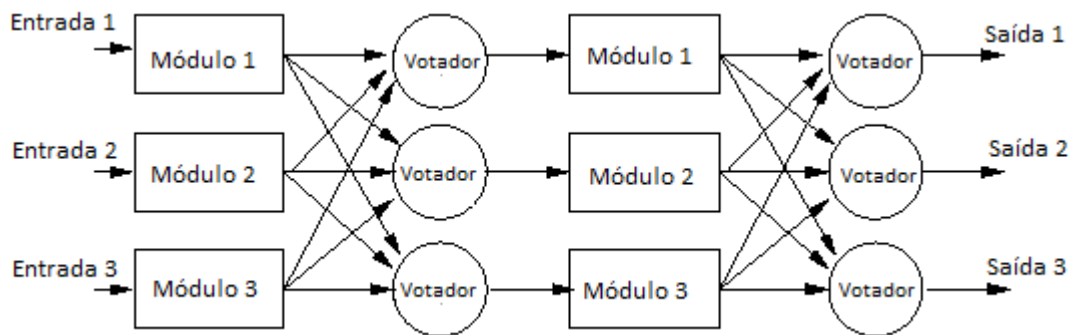 Entrada 1
Módulo 1
Votador
Módulo 1
Votador
Saída 1
Entrada 2
Módulo 2
Votador
Módulo 2
Votador
Saída 2
Entrada 3
Módulo 3
Votador
Módulo 3
Votador
Saída 3